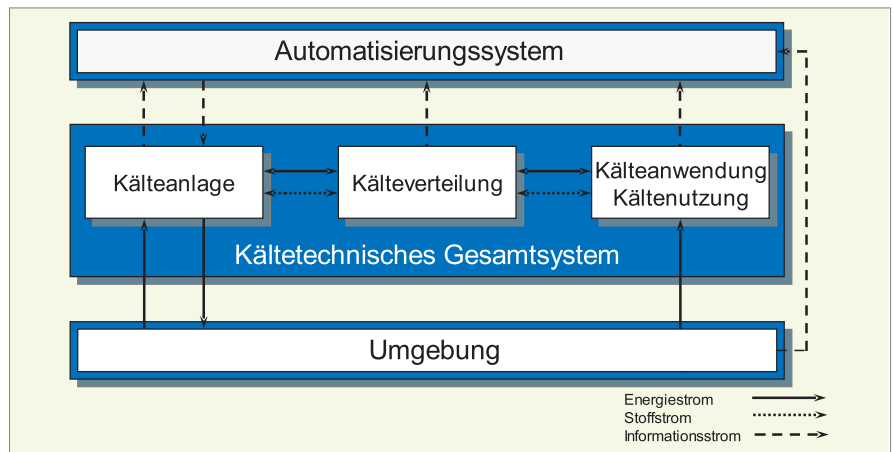 Automatisierungssystem
Kälteanlage
Kälteverteilung
Kälteanwendung
Kältenutzung
Kältetechnisches Gesamtsystem
Umgebung
Energiestrom
Stoffstrom
Informationsstrom